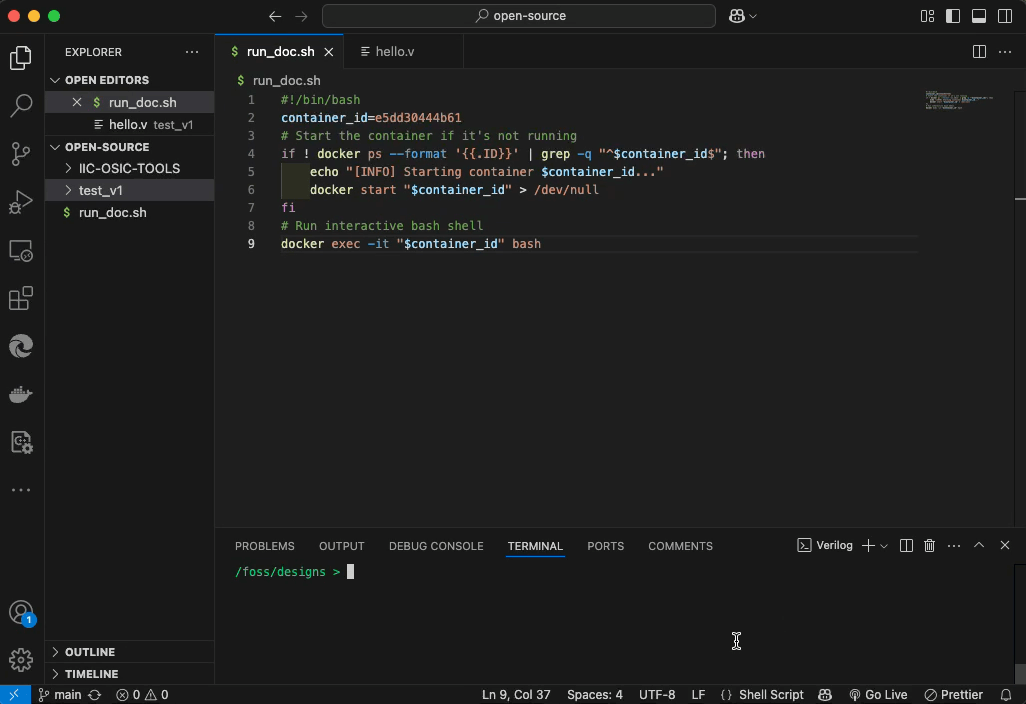 open-source
EXPLORER
run_doc.sh
hello.v
OPEN EDITORS
$ run_doc.sh
hello.v test_v1
OPEN-SOURCE
IIC-OSIC-TOOLS
test_v1
$ run_doc.sh
$ run_doc.sh
1 #!/bin/bash
2 container_id=e5dd30444b61
3 # Start the container if it's not running
4 if ! docker ps --format '{{.ID}}' | grep -q "^$container_id$"; then
5 echo "[INFO] Starting container $container_id..."
6 docker start "$container_id" > /dev/null
7 fi
8 # Run interactive bash shell
9 docker exec -it "$container_id" bash
PROBLEMS OUTPUT DEBUG CONSOLE TERMINAL PORTS COMMENTS
Verilog
/foss/designs >
1
OUTLINE
TIMELINE
main 0 0 Ln 9, Col 37 Spaces: 4 UTF-8 LF {} Shell Script Go Live Prettier